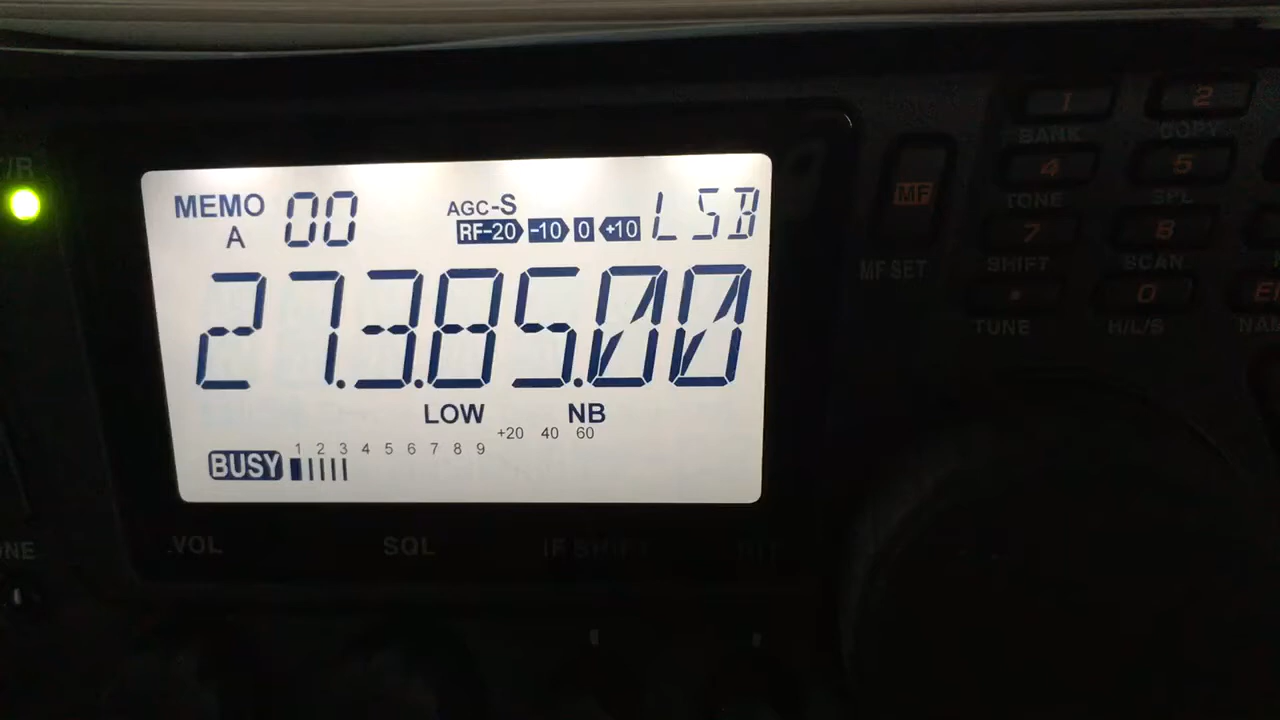 MEMO 00 AGC-S LSB
A RF-20 -10 0 +10
27.385.00
LOW NB
+20 40 60
1 2 3 4 5 6 7 8 9
BUSY
VOL SQL IF SHIFT RIT
1 2
BANK COPY
4 5
TONE SPL
MF
7 8
MF SET SHIFT SCAN
. 0
TUNE H/L/S